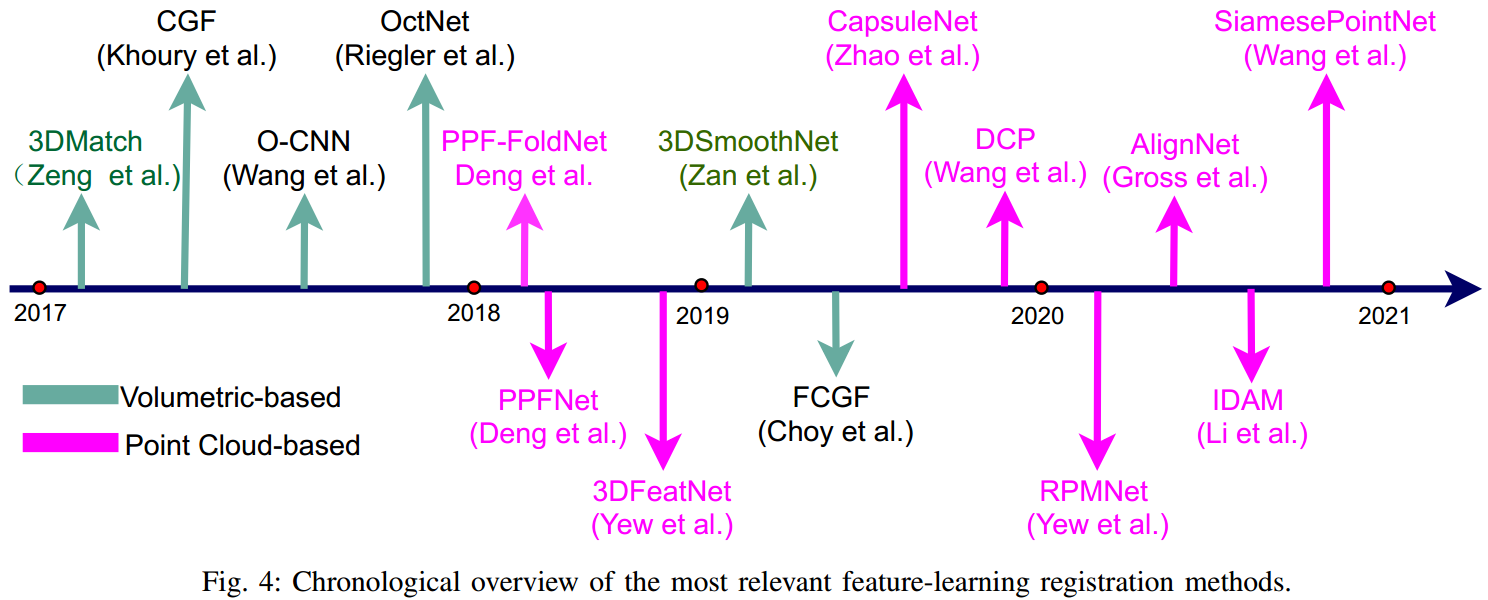 CGF
(Khoury et al.)
OctNet
(Riegler et al.)
CapsuleNet
(Zhao et al.)
SiamesePointNet
(Wang et al.)
3DMatch
（Zeng  et al.)
O-CNN
(Wang et al.)
PPF-FoldNet
Deng et al.
3DSmoothNet
(Zan et al.)
DCP
(Wang et al.)
AlignNet
(Gross et al.)
2017
2018
2019
2020
2021
Volumetric-based
Point Cloud-based
PPFNet
(Deng et al.)
3DFeatNet
(Yew et al.)
FCGF
(Choy et al.)
RPMNet
(Yew et al.)
IDAM
(Li et al.)
Fig. 4: Chronological overview of the most relevant feature-learning registration methods.